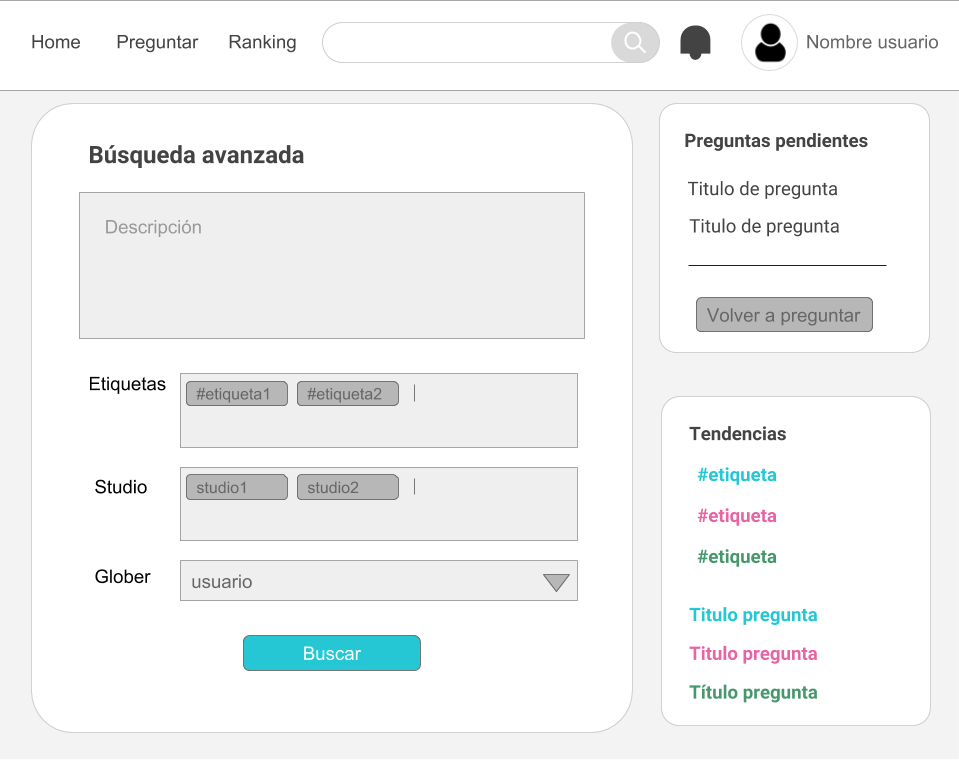 Home Preguntar Ranking Nombre usuario
Búsqueda avanzada
Descripción
Etiquetas #etiqueta1 #etiqueta2
Studio studio1 studio2
Glober usuario
Buscar
Preguntas pendientes
Titulo de pregunta
Titulo de pregunta
Volver a preguntar
Tendencias
#etiqueta
#etiqueta
#etiqueta
Titulo pregunta
Titulo pregunta
Título pregunta